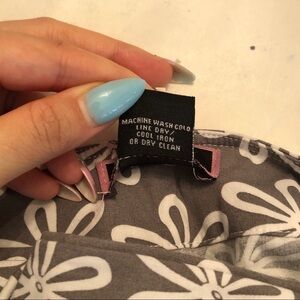 MACHINE WASH COLD
LINE DRY/
COOL IRON
OR DRY CLEAN